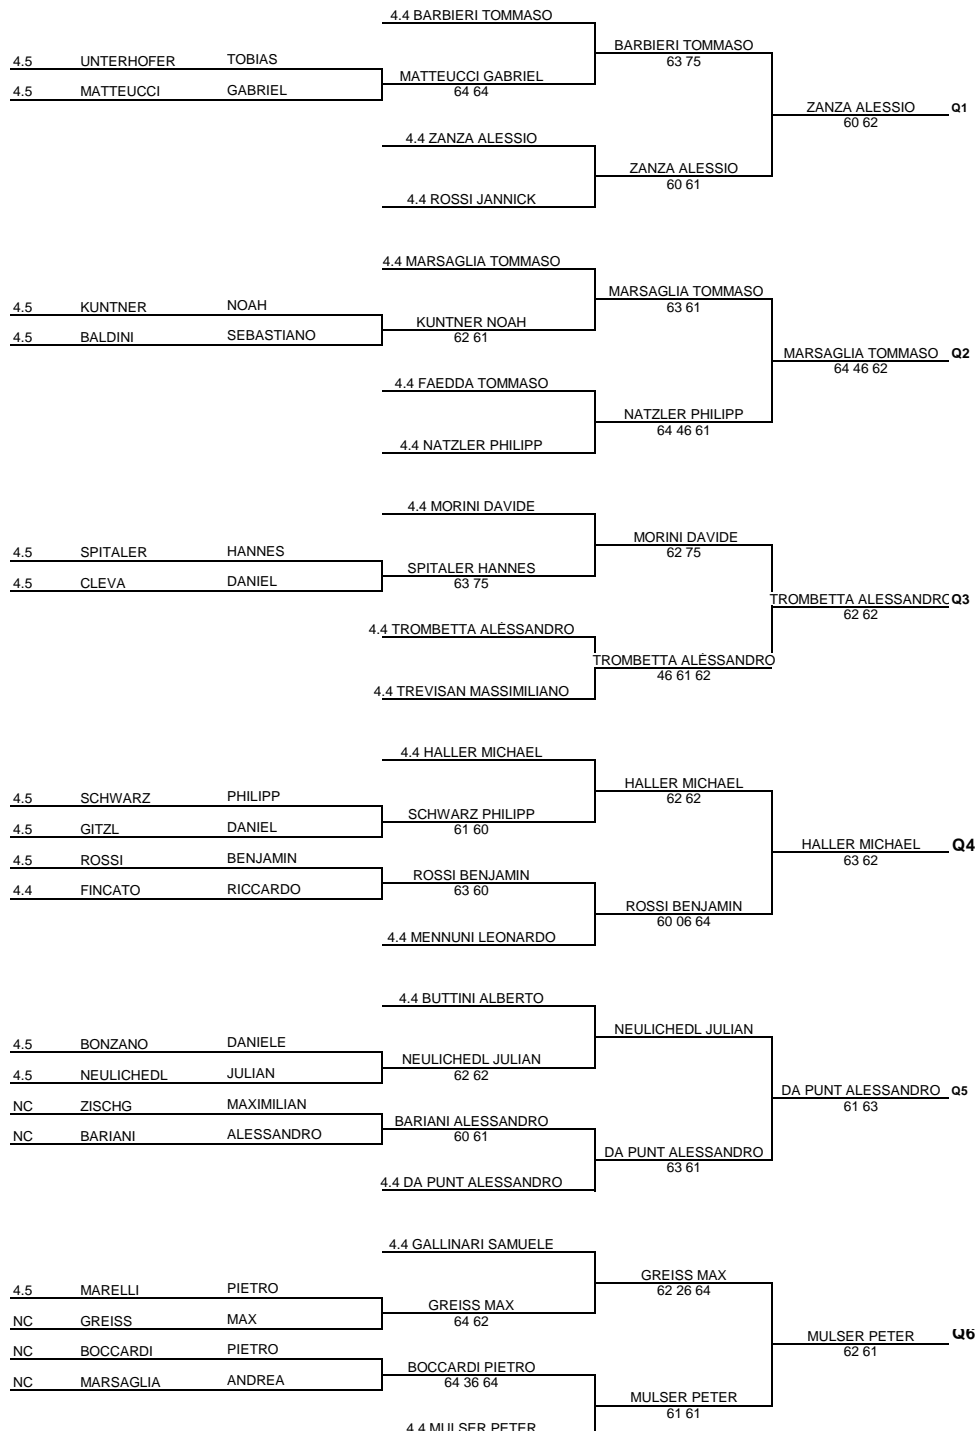 4.4 BARBIERI TOMMASO
BARBIERI TOMMASO
4.5 UNTERHOFER TOBIAS
63 75
MATTEUCCI GABRIEL
4.5 MATTEUCCI GABRIEL
64 64
ZANZA ALESSIO Q1
60 62
4.4 ZANZA ALESSIO
ZANZA ALESSIO
60 61
4.4 ROSSI JANNICK
4.4 MARSAGLIA TOMMASO
MARSAGLIA TOMMASO
4.5 KUNTNER NOAH
63 61
KUNTNER NOAH
4.5 BALDINI SEBASTIANO
62 61
MARSAGLIA TOMMASO Q2
64 46 62
4.4 FAEDDA TOMMASO
NATZLER PHILIPP
64 46 61
4.4 NATZLER PHILIPP
4.4 MORINI DAVIDE
MORINI DAVIDE
4.5 SPITALER HANNES
62 75
SPITALER HANNES
4.5 CLEVA DANIEL
63 75
TROMBETTA ALESSANDRO Q3
62 62
4.4 TROMBETTA ALÈSSANDRO
TROMBETTA ALÈSSANDRO
46 61 62
4.4 TREVISAN MASSIMILIANO
4.4 HALLER MICHAEL
HALLER MICHAEL
4.5 SCHWARZ PHILIPP
62 62
SCHWARZ PHILIPP
4.5 GITZL DANIEL
61 60
HALLER MICHAEL Q4
4.5 ROSSI BENJAMIN
63 62
ROSSI BENJAMIN
4.4 FINCATO RICCARDO
63 60
ROSSI BENJAMIN
60 06 64
4.4 MENNUNI LEONARDO
4.4 BUTTINI ALBERTO
NEULICHEDL JULIAN
4.5 BONZANO DANIELE
NEULICHEDL JULIAN
4.5 NEULICHEDL JULIAN
62 62
DA PUNT ALESSANDRO Q5
NC ZISCHG MAXIMILIAN
61 63
BARIANI ALESSANDRO
NC BARIANI ALESSANDRO
60 61
DA PUNT ALESSANDRO
63 61
4.4 DA PUNT ALESSANDRO
4.4 GALLINARI SAMUELE
GREISS MAX
4.5 MARELLI PIETRO
62 26 64
GREISS MAX
NC GREISS MAX
64 62
MULSER PETER Q6
NC BOCCARDI PIETRO
62 61
BOCCARDI PIETRO
NC MARSAGLIA ANDREA
64 36 64
MULSER PETER
61 61
4.4 MULSER PETER